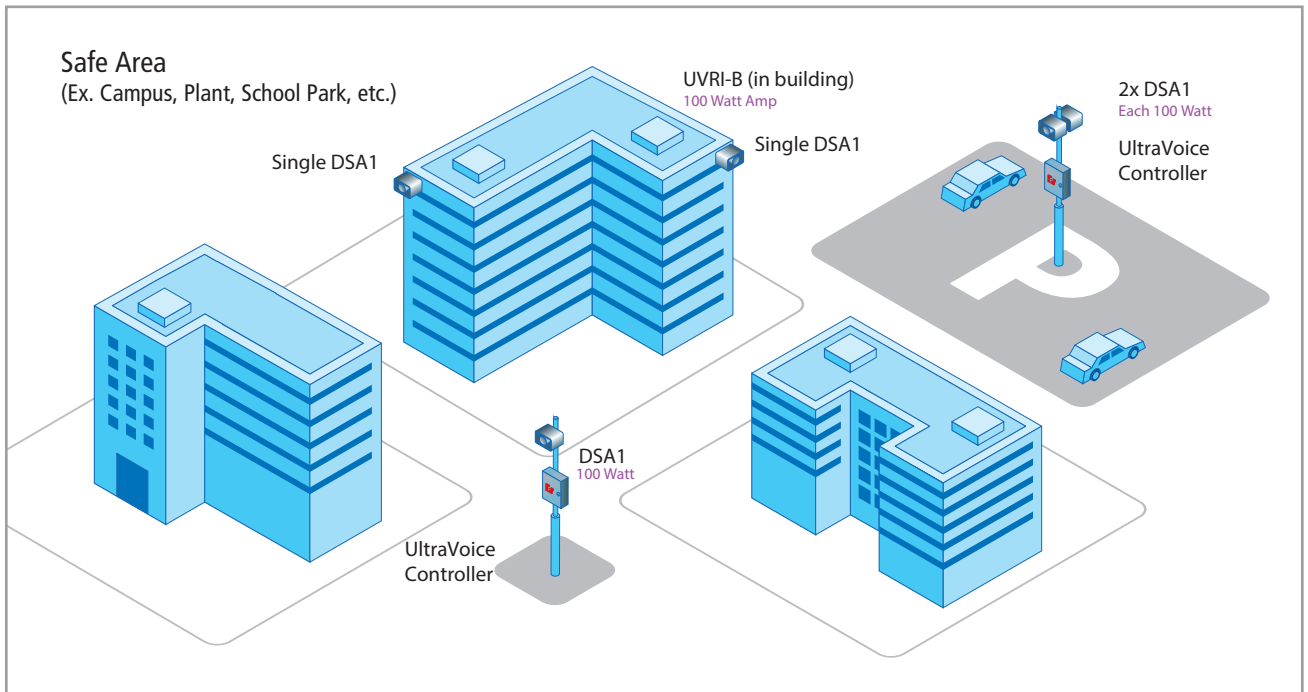 Safe Area
(Ex. Campus, Plant, School Park, etc.)
UVRI-B (in building)
100 Watt Amp
Single DSA1
Single DSA1
2x DSA1
Each 100 Watt
UltraVoice
Controller
P
DSA1
100 Watt
UltraVoice
Controller